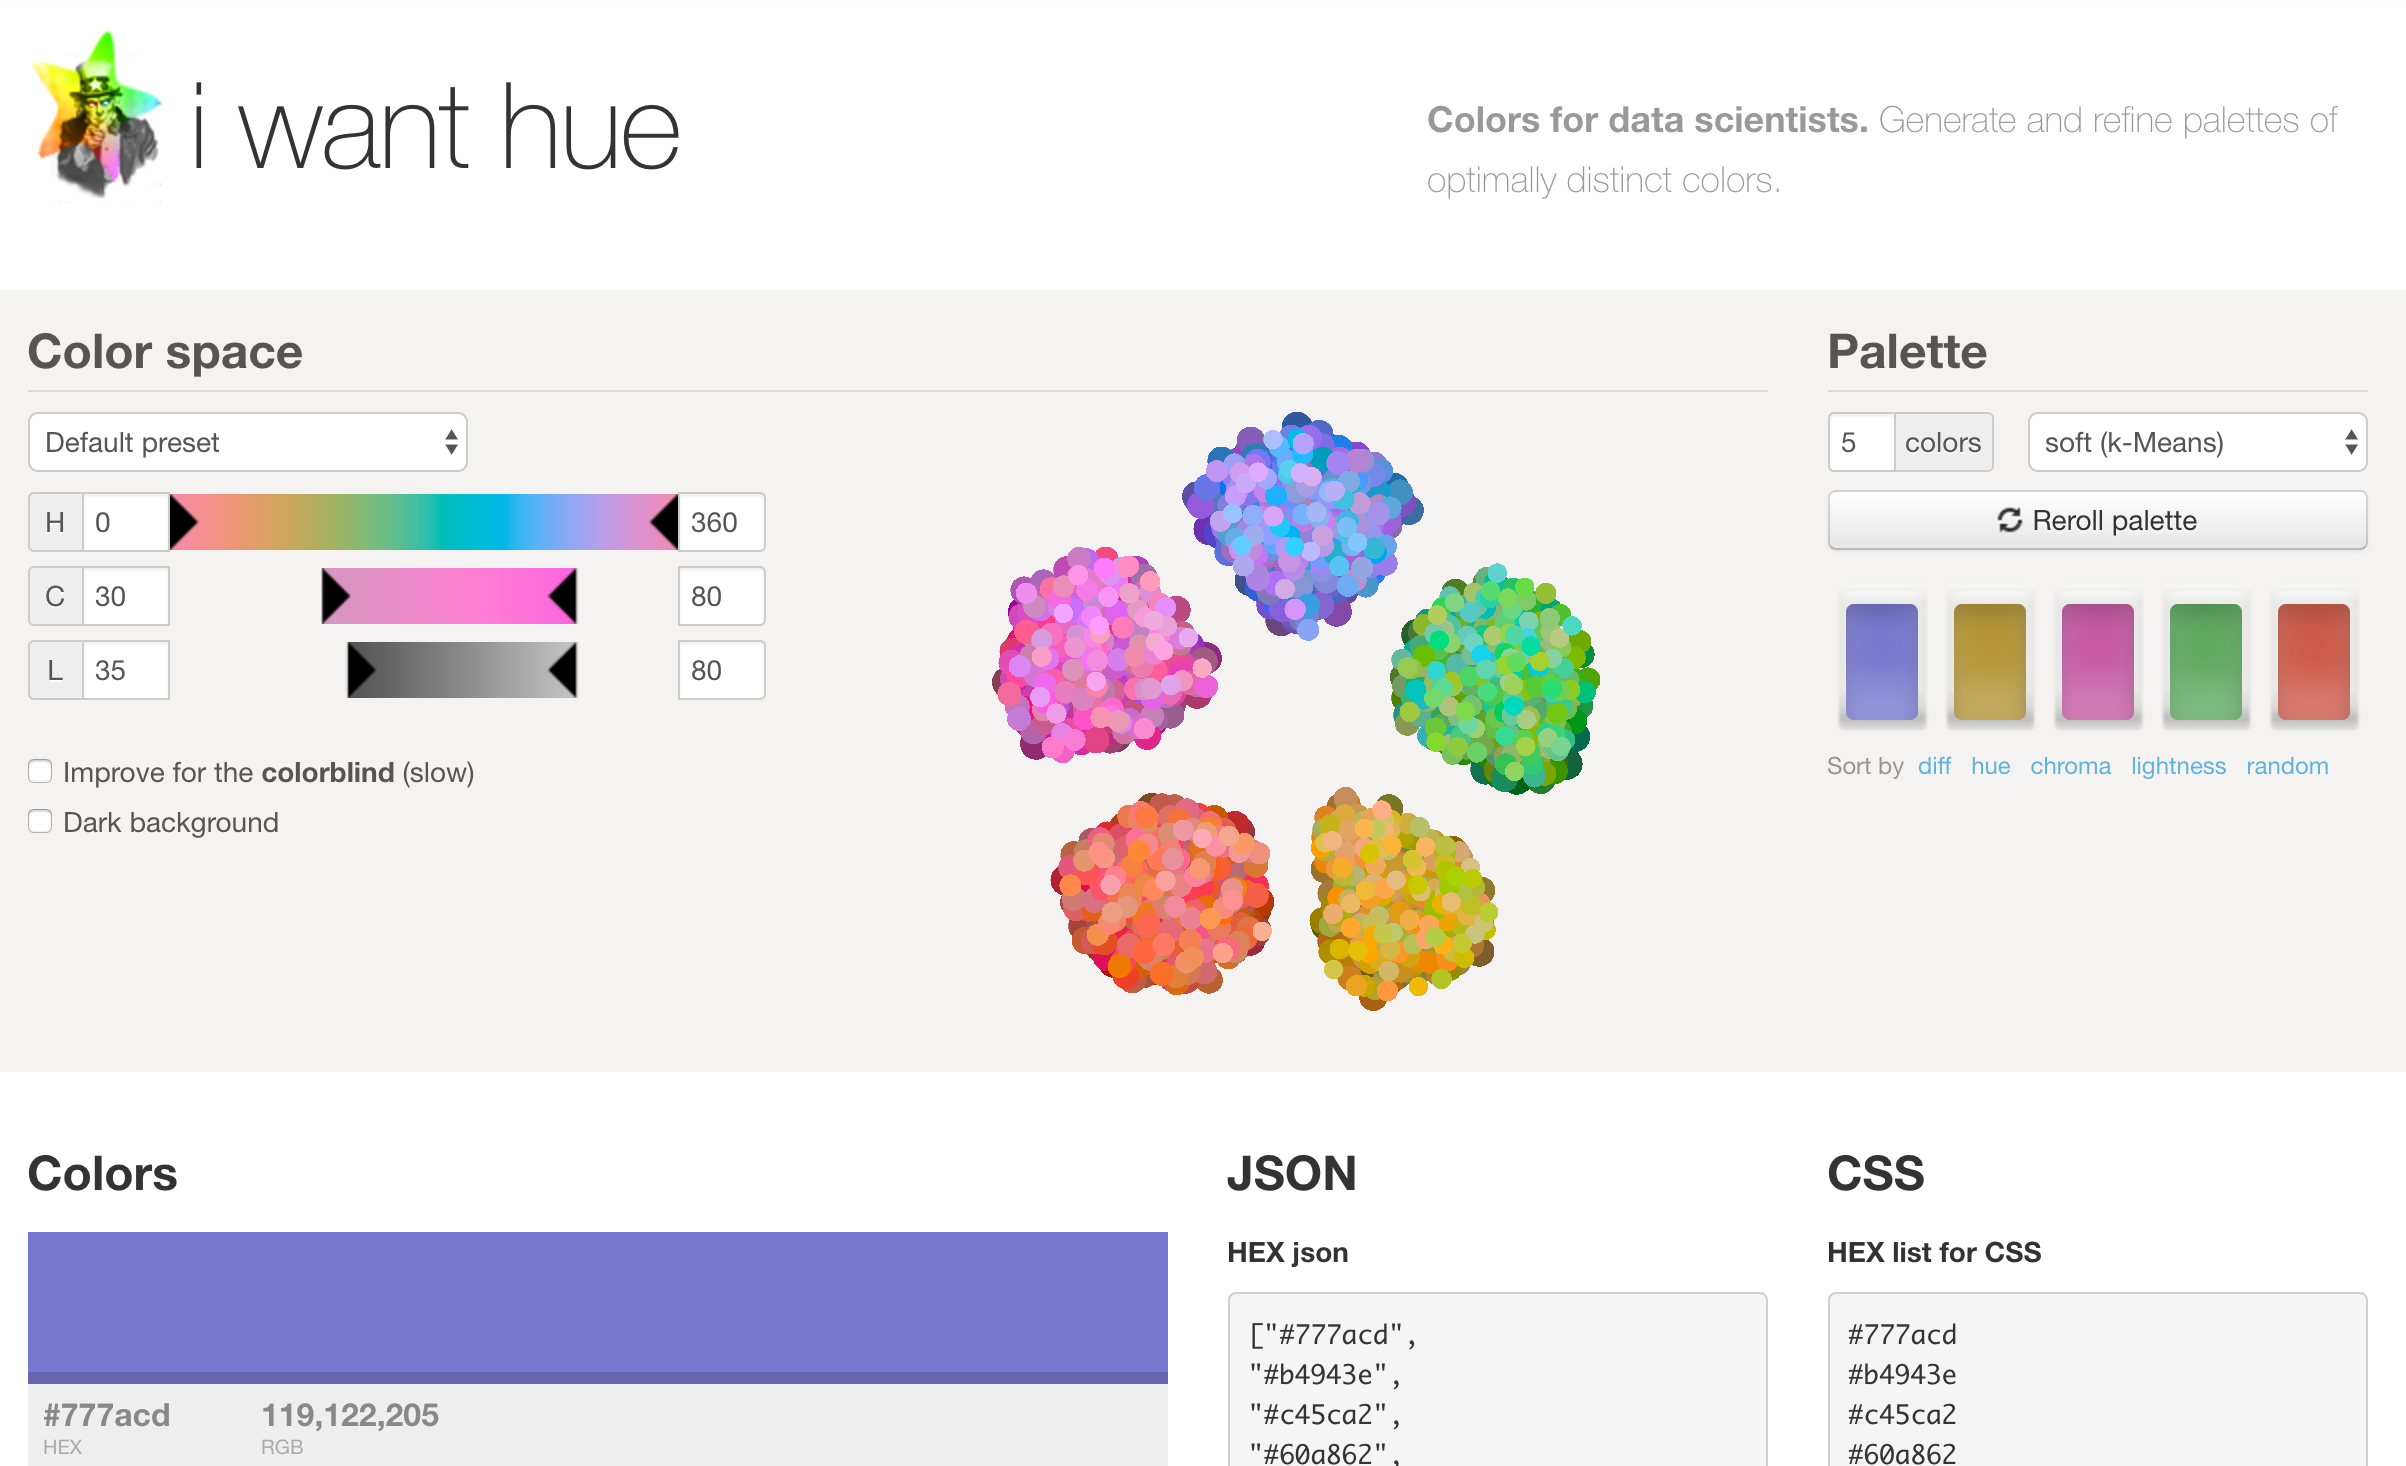 i want hue
Colors for data scientists. Generate and refine palettes of
optimally distinct colors.
Color space
Default preset
H 0 360
C 30 80
L 35 80
Improve for the colorblind (slow)
Dark background
Palette
5 colors soft (k-Means)
Reroll palette
Sort by diff hue chroma lightness random
Colors
#777acd 119,122,205
HEX RGB
JSON
HEX json
["#777acd",
"#b4943e",
"#c45ca2",
"#60a862",
CSS
HEX list for CSS
#777acd
#b4943e
#c45ca2
#60a862